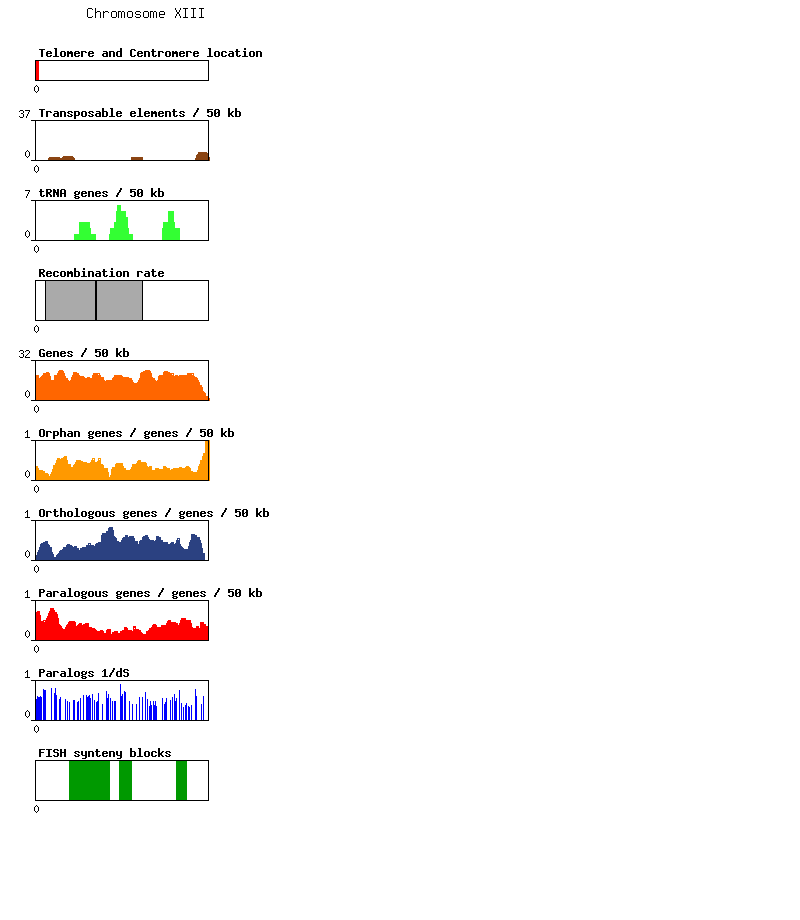 Chromosome XIII
Telomere and Centromere location
0
37 Transposable elements / 50 kb
0
0
7 tRNA genes / 50 kb
0
0
Recombination rate
0
32 Genes / 50 kb
0
0
1 Orphan genes / genes / 50 kb
0
0
1 Orthologous genes / genes / 50 kb
0
0
1 Paralogous genes / genes / 50 kb
0
0
1 Paralogs 1/dS
0
0
FISH synteny blocks
0